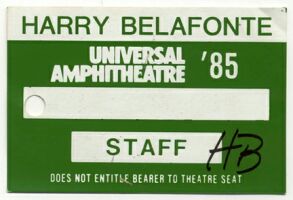 HARRY BELAFONTE
UNIVERSAL
AMPHITHEATRE '85
STAFF HB
DOES NOT ENTITLE BEARER TO THEATRE SEAT